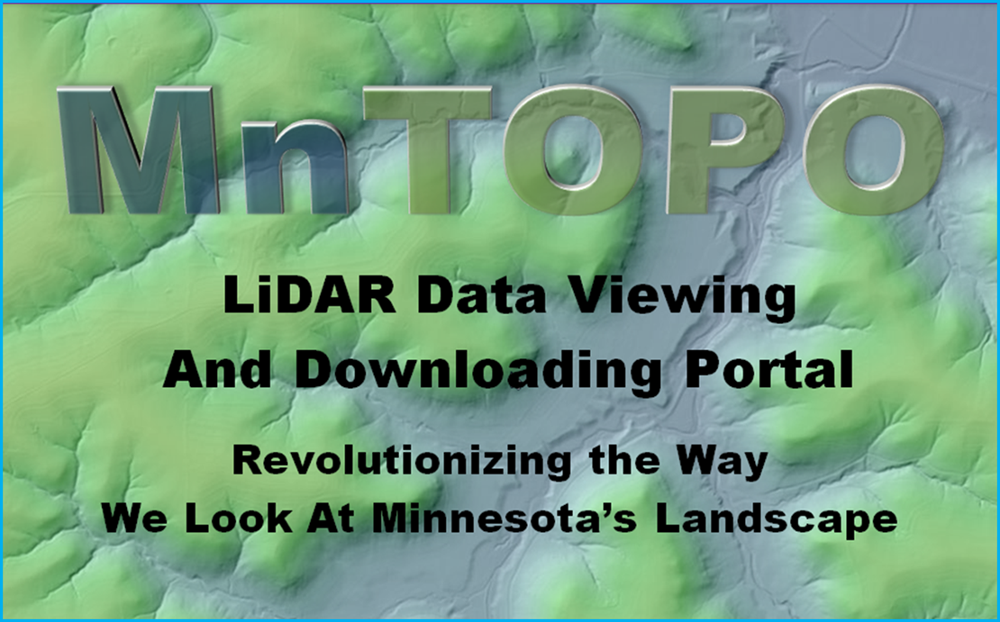 MnTOPO
LiDAR Data Viewing
And Downloading Portal
Revolutionizing the Way
We Look At Minnesota’s Landscape